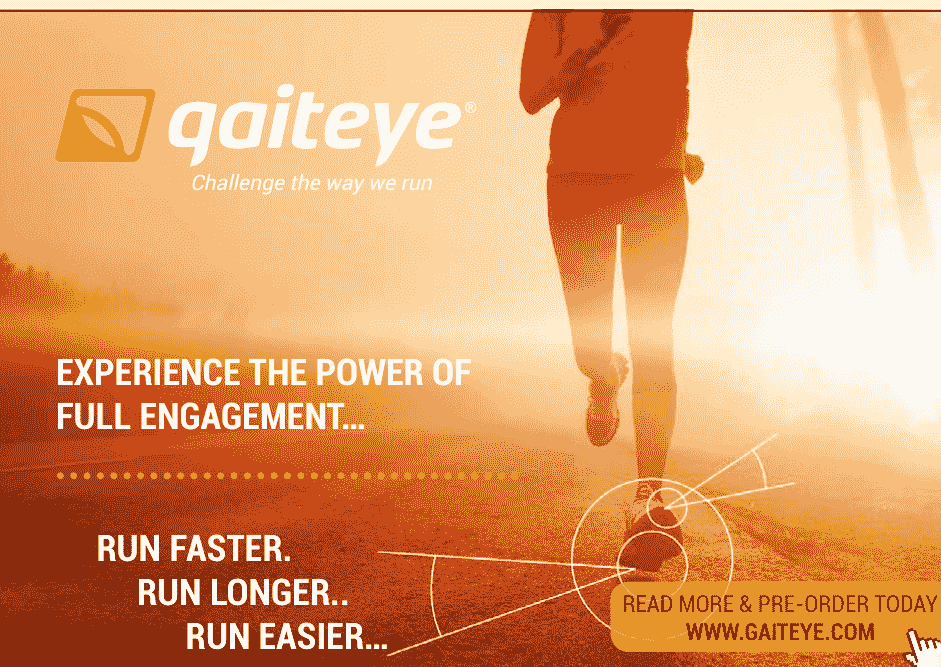 gaiteye®
Challenge the way we run
EXPERIENCE THE POWER OF
FULL ENGAGEMENT...
RUN FASTER.
RUN LONGER..
RUN EASIER...
READ MORE & PRE-ORDER TODAY
WWW.GAITEYE.COM